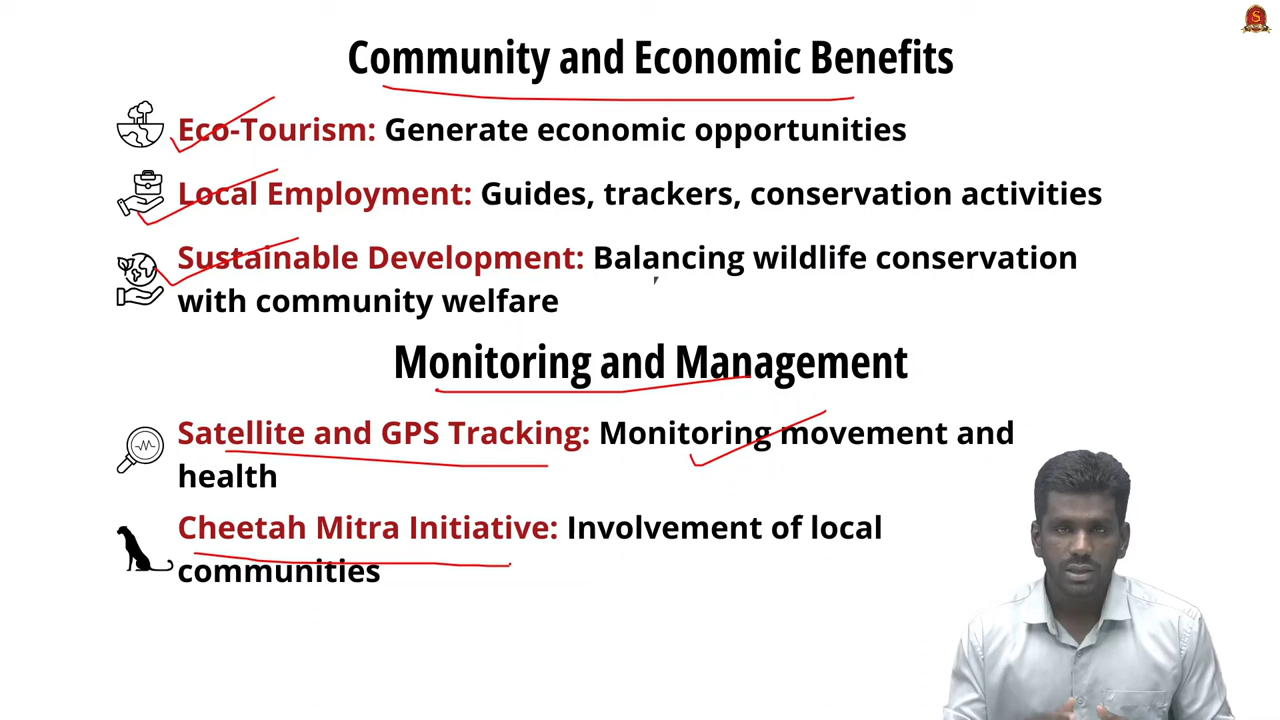 Community and Economic Benefits
Eco-Tourism: Generate economic opportunities
Local Employment: Guides, trackers, conservation activities
Sustainable Development: Balancing wildlife conservation
with community welfare
Monitoring and Management
Satellite and GPS Tracking: Monitoring movement and
health
Cheetah Mitra Initiative: Involvement of local
communities